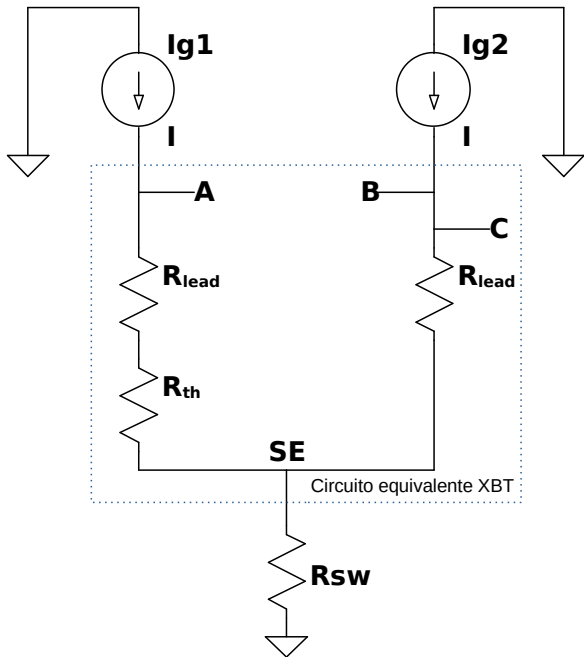 Ig1
Ig2
I
I
A
B
C
Rlead
Rlead
Rth
SE
Circuito equivalente XBT
Rsw